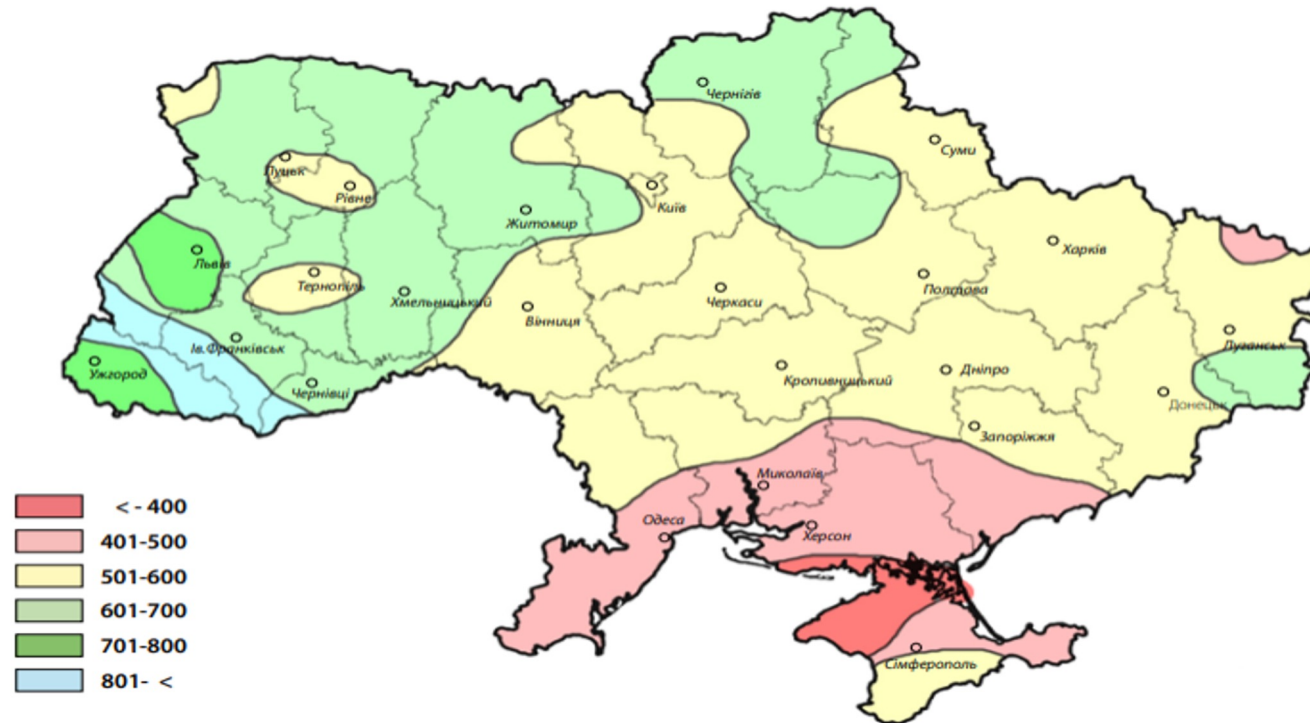 Чернігів
Суми
Луцьк
Рівне
Київ
Житомир
Харків
Львів
Тернопіль
Хмельницький
Черкаси
Полтава
Вінниця
Ів.Франківськ
Луганськ
Ужгород
Чернівці
Кропивницький
Дніпро
Донецьк
Запоріжжя
Миколаїв
Одеса
Херсон
Сімферополь
< - 400
401-500
501-600
601-700
701-800
801- <